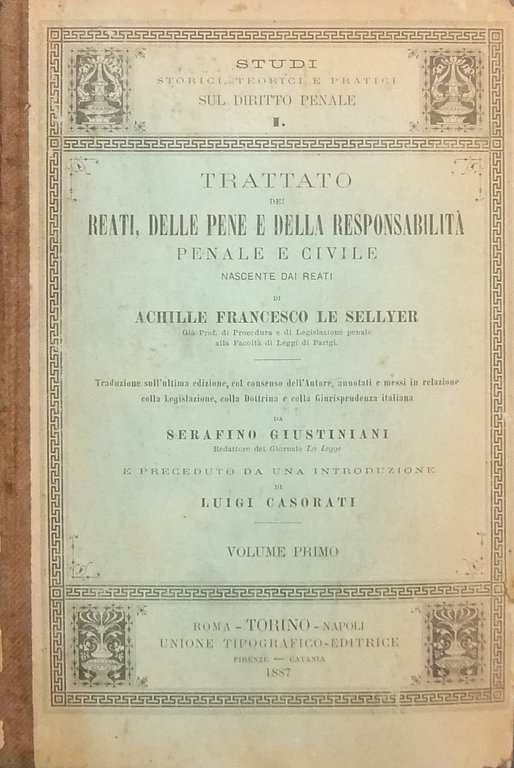 STUDI
STORICI, TEORICI E PRATICI
SUL DIRITTO PENALE
I.
TRATTATO
DEI
REATI, DELLE PENE E DELLA RESPONSABILITÀ
PENALE E CIVILE
NASCENTE DAI REATI
DI
ACHILLE FRANCESCO LE SELLYER
Già Prof. di Procedura e di Legislazione penale
alla Facoltà di Leggi di Parigi.
Traduzione sull'ultima edizione, col consenso dell'Autore, annotati e messi in relazione
colla Legislazione, colla Dottrina e colla Giurisprudenza italiana
DA
SERAFINO GIUSTINIANI
Redattore del Giornale La Legge
E PRECEDUTO DA UNA INTRODUZIONE
DI
LUIGI CASORATI
VOLUME PRIMO
ROMA - TORINO - NAPOLI
UNIONE TIPOGRAFICO-EDITRICE
FIRENZE — CATANIA
1887